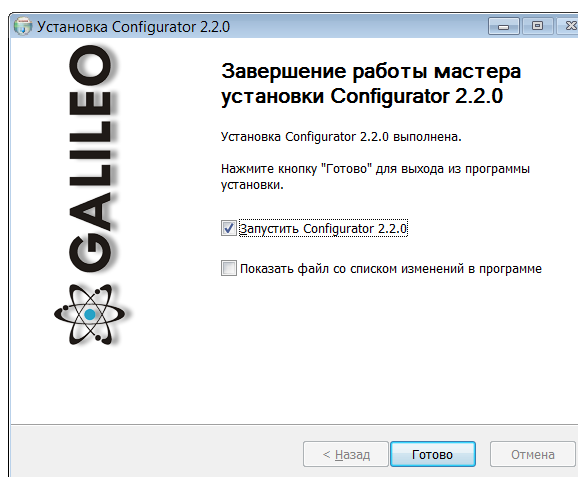 Установка Configurator 2.2.0
GALILEO
Завершение работы мастера
установки Configurator 2.2.0
Установка Configurator 2.2.0 выполнена.
Нажмите кнопку "Готово" для выхода из программы
установки.
Запустить Configurator 2.2.0
Показать файл со списком изменений в программе
< Назад
Готово
Отмена